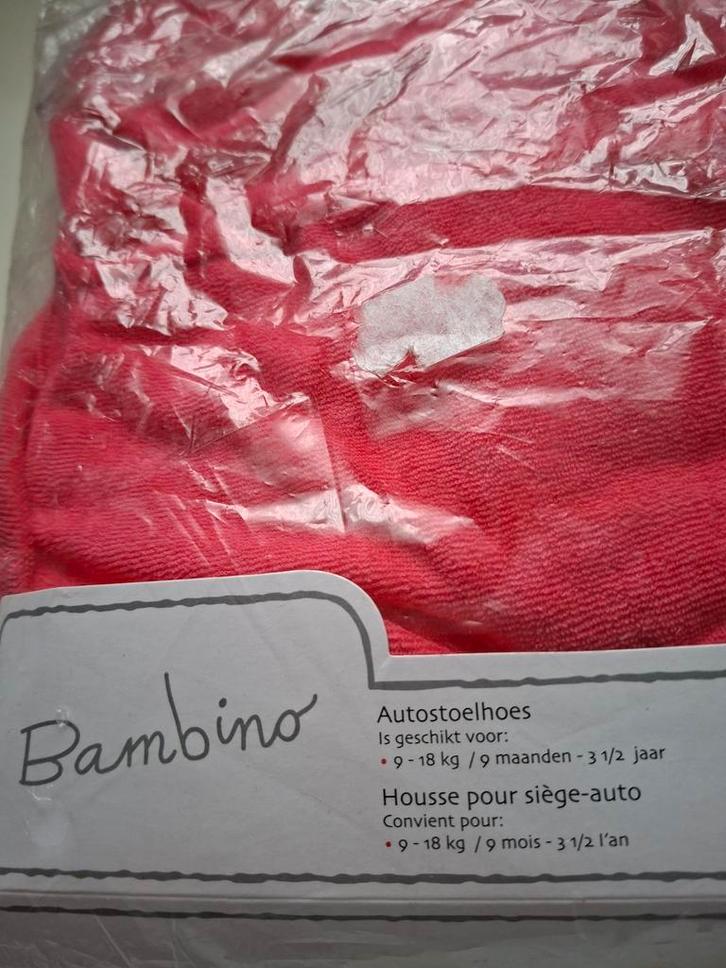 Bambino
Autostoelhoes
Is geschikt voor:
• 9 - 18 kg / 9 maanden - 3 1/2 jaar
Housse pour siège-auto
Convient pour:
• 9 - 18 kg / 9 mois - 3 1/2 l'an